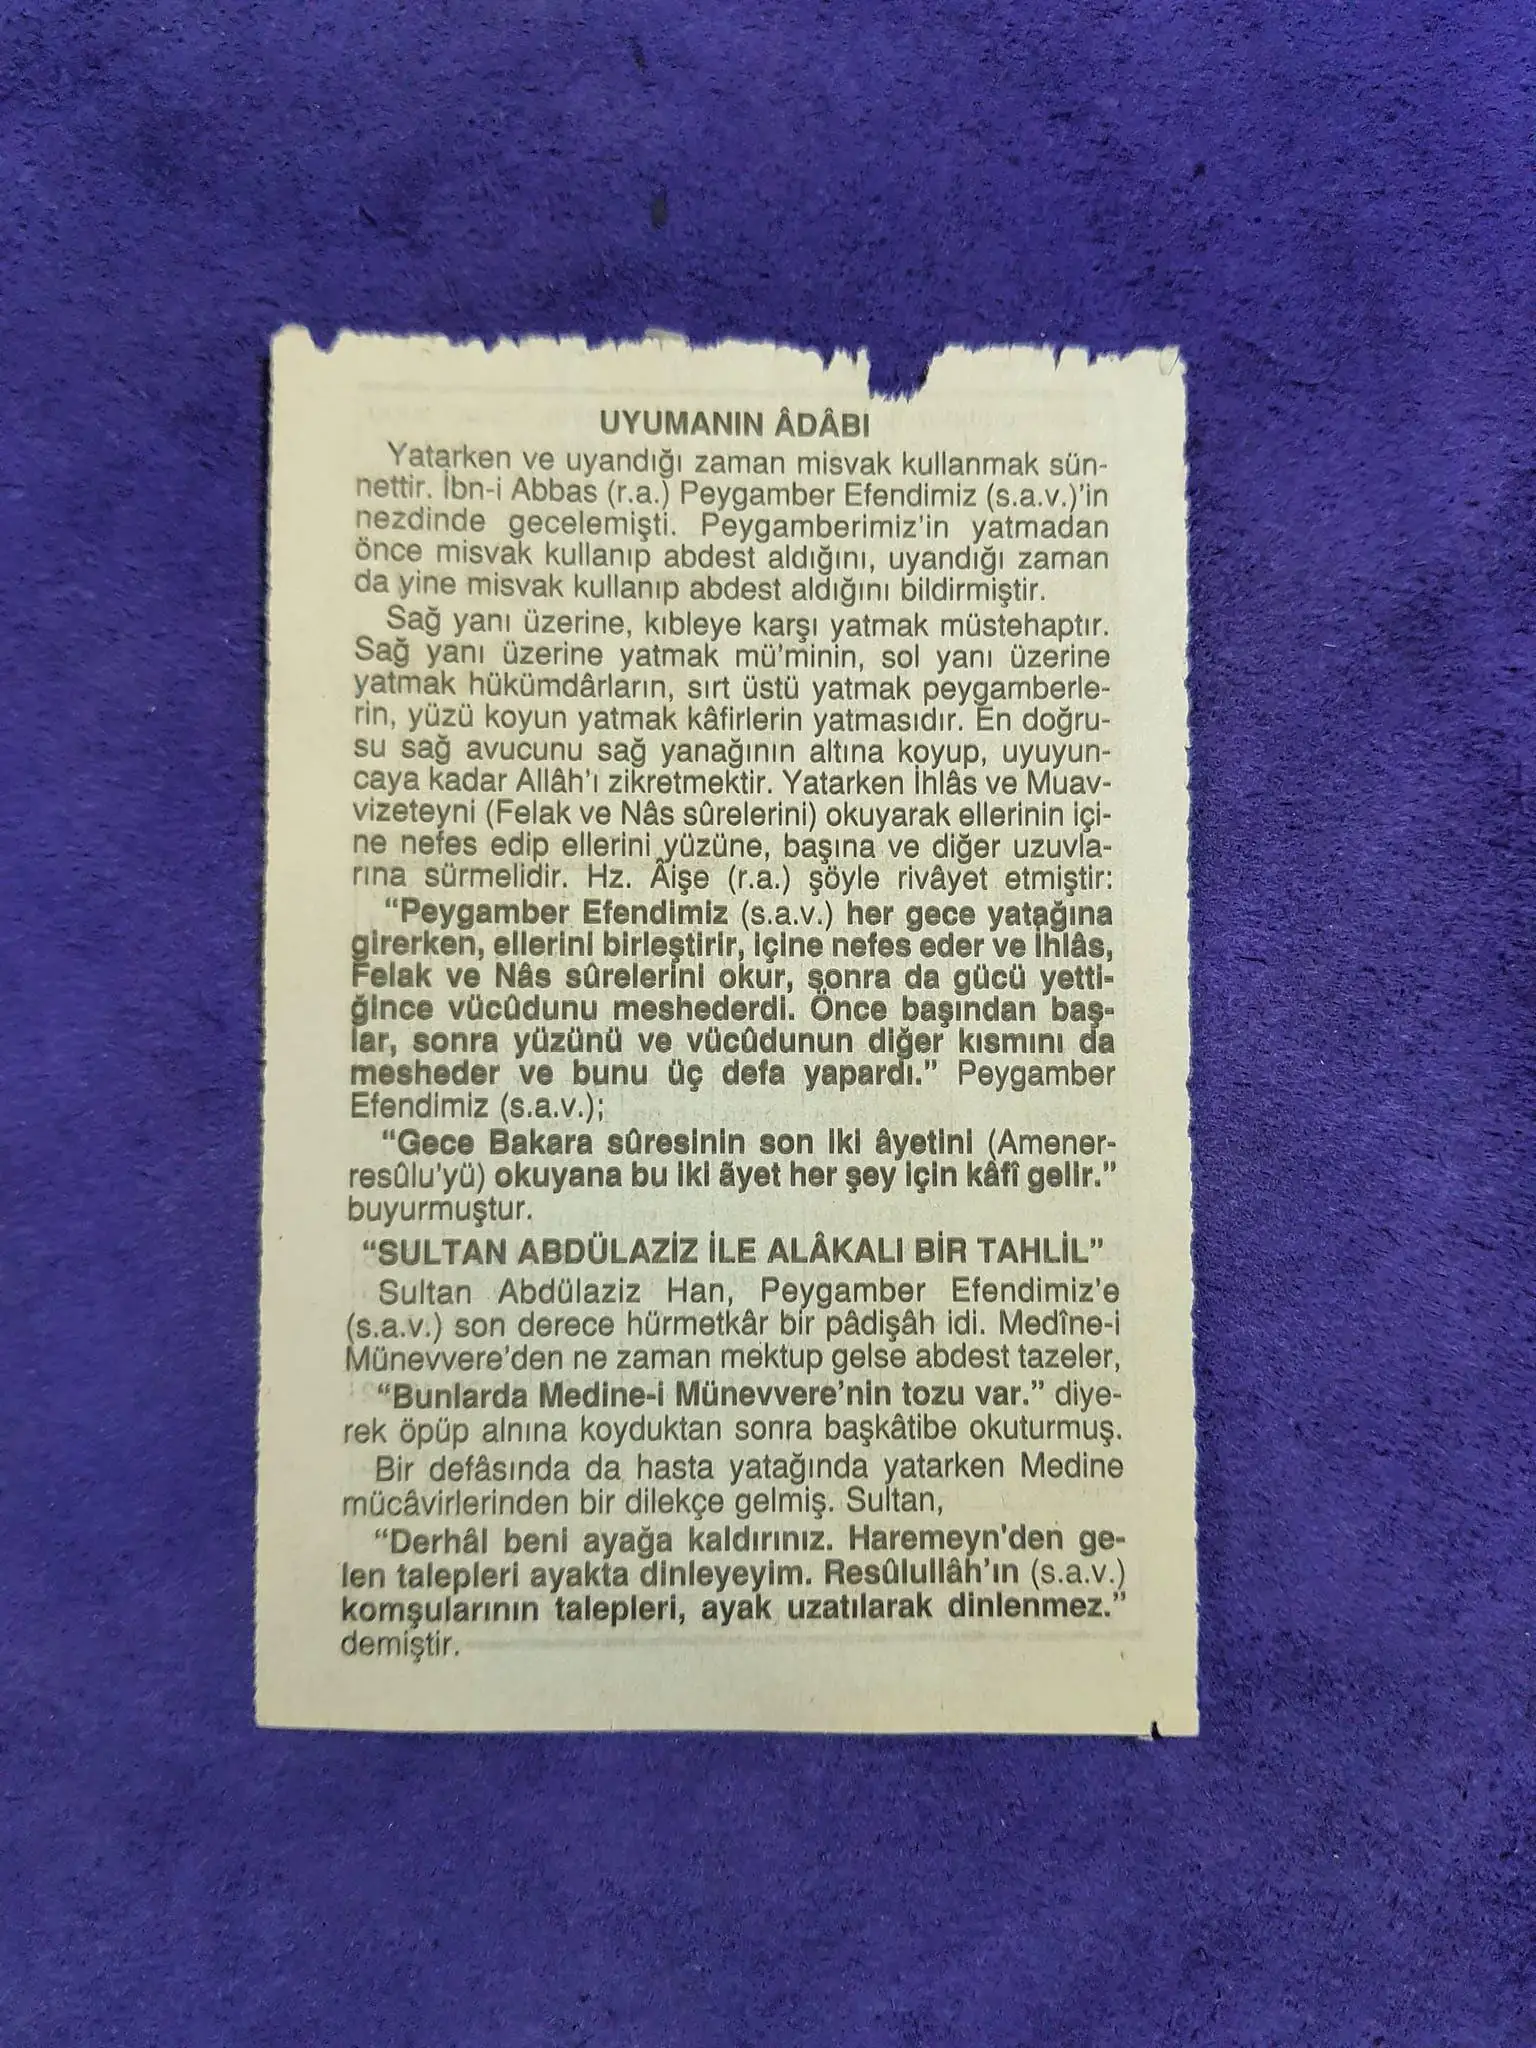 UYUMANIN ÂDÂBI
Yatarken ve uyandığı zaman misvak kullanmak sün-
nettir. İbn-i Abbas (r.a.) Peygamber Efendimiz (s.a.v.)'in
nezdinde gecelemişti. Peygamberimiz'in yatmadan
önce misvak kullanıp abdest aldığını, uyandığı zaman
da yine misvak kullanıp abdest aldığını bildirmiştir.
Sağ yanı üzerine, kıbleye karşı yatmak müstehaptır.
Sağ yanı üzerine yatmak mü'minin, sol yanı üzerine
yatmak hükümdârların, sırt üstü yatmak peygamberle-
rin, yüzü koyun yatmak kâfirlerin yatmasıdır. En doğru-
su sağ avucunu sağ yanağının altına koyup, uyuyun-
caya kadar Allâh'ı zikretmektir. Yatarken İhlâs ve Muav-
vizeteyni (Felak ve Nâs sûrelerini) okuyarak ellerinin içi-
ne nefes edip ellerini yüzüne, başına ve diğer uzuvla-
rına sürmelidir. Hz. Âişe (r.a.) şöyle rivâyet etmiştir:
“Peygamber Efendimiz (s.a.v.) her gece yatağına
girerken, ellerini birleştirir, içine nefes eder ve İhlâs,
Felak ve Nâs sûrelerini okur, sonra da gücü yetti-
ğince vücûdunu meshederdi. Önce başından baş-
lar, sonra yüzünü ve vücûdunun diğer kısmını da
mesheder ve bunu üç defa yapardı.” Peygamber
Efendimiz (s.a.v.);
“Gece Bakara sûresinin son iki âyetini (Amener-
resûlu'yü) okuyana bu iki ãyet her şey için kâfî gelir.”
buyurmuştur.
“SULTAN ABDÜLAZİZ İLE ALÂKALI BİR TAHLİL”
Sultan Abdülaziz Han, Peygamber Efendimiz'e
(s.a.v.) son derece hürmetkâr bir pâdişâh idi. Medîne-i
Münevvere'den ne zaman mektup gelse abdest tazeler,
“Bunlarda Medine-i Münevvere'nin tozu var.” diye-
rek öpüp alnına koyduktan sonra başkâtibe okuturmuş.
Bir defâsında da hasta yatağında yatarken Medine
mücâvirlerinden bir dilekçe gelmiş. Sultan,
“Derhâl beni ayağa kaldırınız. Haremeyn'den ge-
len talepleri ayakta dinleyeyim. Resûlullâh'ın (s.a.v.)
komşularının talepleri, ayak uzatılarak dinlenmez.”
demiştir.